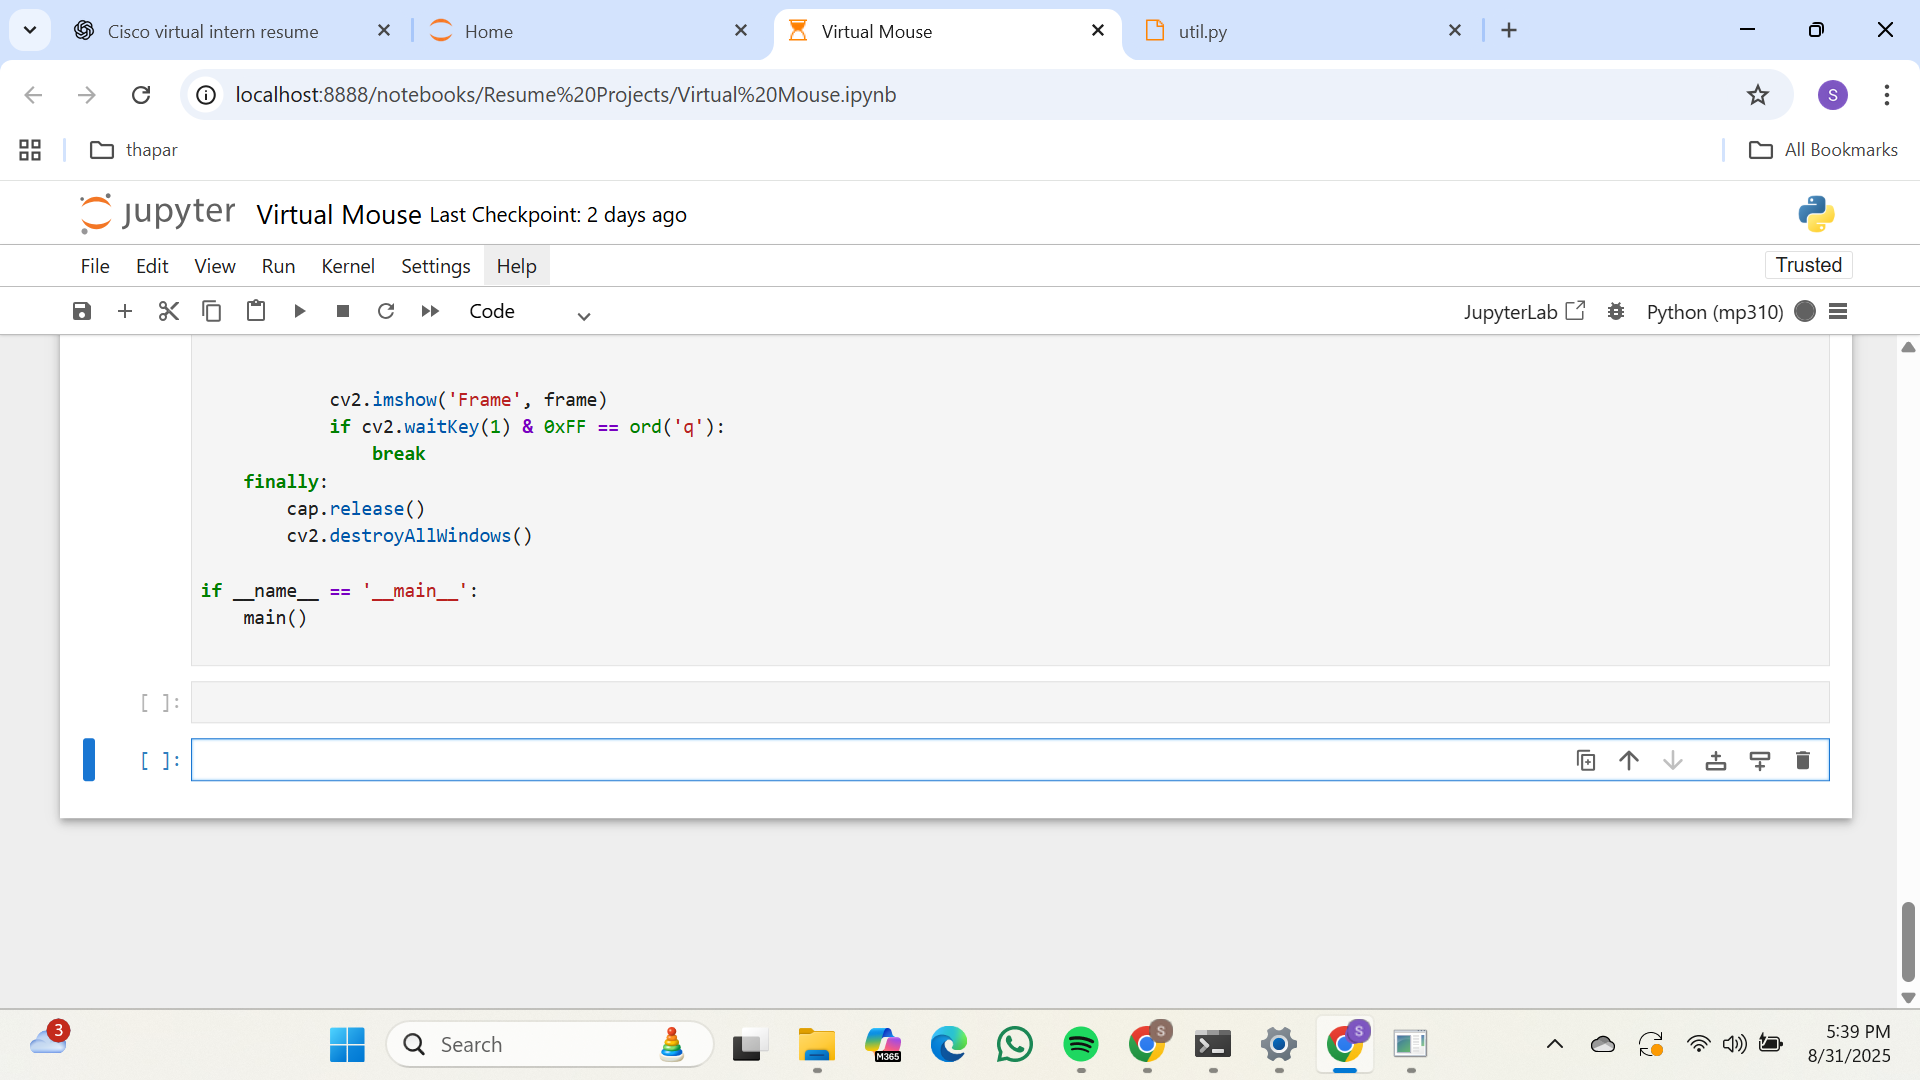 Cisco virtual intern resume
Home
Virtual Mouse
util.py
localhost:8888/notebooks/Resume%20Projects/Virtual%20Mouse.ipynb
S
thapar
All Bookmarks
jupyter Virtual Mouse Last Checkpoint: 2 days ago
File Edit View Run Kernel Settings Help
Trusted
Code
JupyterLab
Python (mp310)
cv2.imshow('Frame', frame)
if cv2.waitKey(1) & 0xFF == ord('q'):
break
finally:
cap.release()
cv2.destroyAllWindows()
if __name__ == '__main__':
main()
[ ]:
[ ]:
3
Search
M365
S
S
5:39 PM
8/31/2025